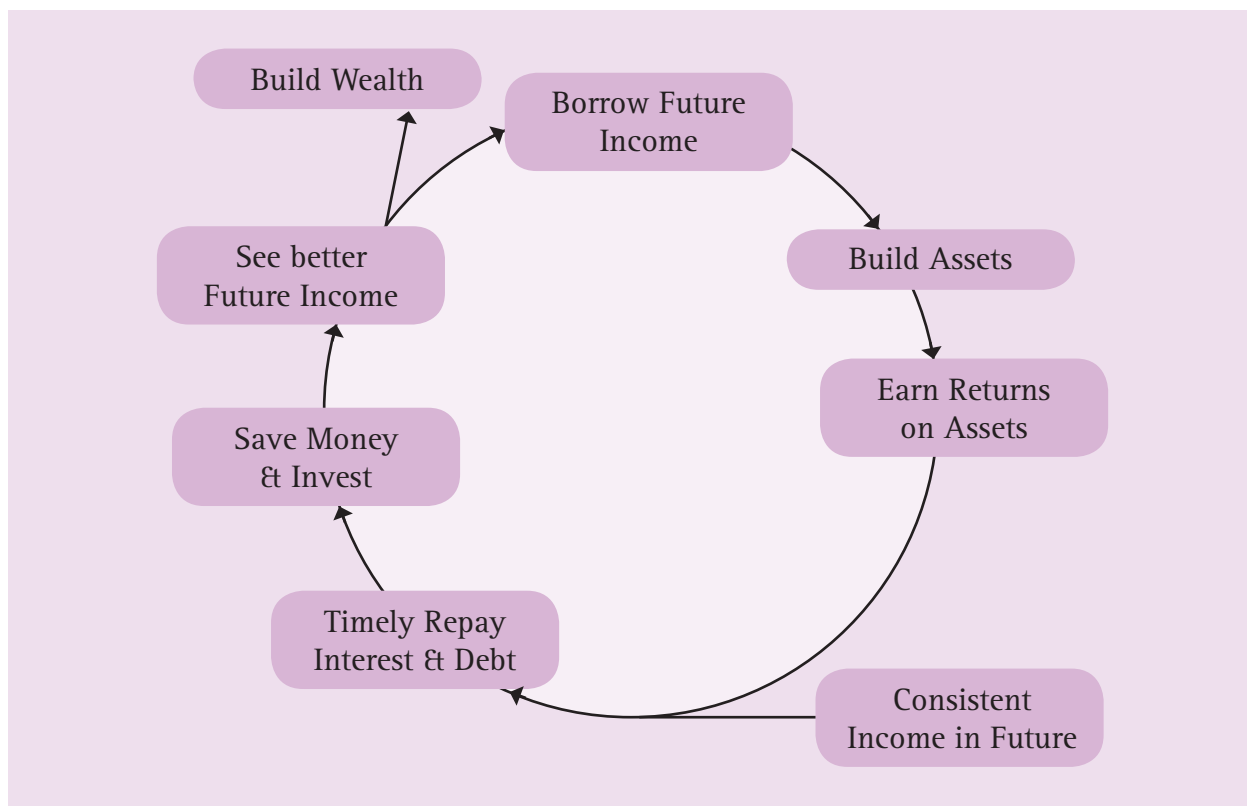 Build Wealth
Borrow Future
Income
Build Assets
Earn Returns
on Assets
Consistent
Income in Future
Timely Repay
Interest & Debt
Save Money
& Invest
See better
Future Income